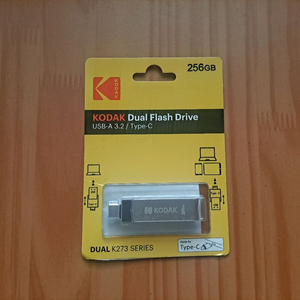 256GB
KODAK
KODAK Dual Flash Drive
USB-A 3.2 / Type-C
KODAK
DUAL K273 SERIES
Type-C